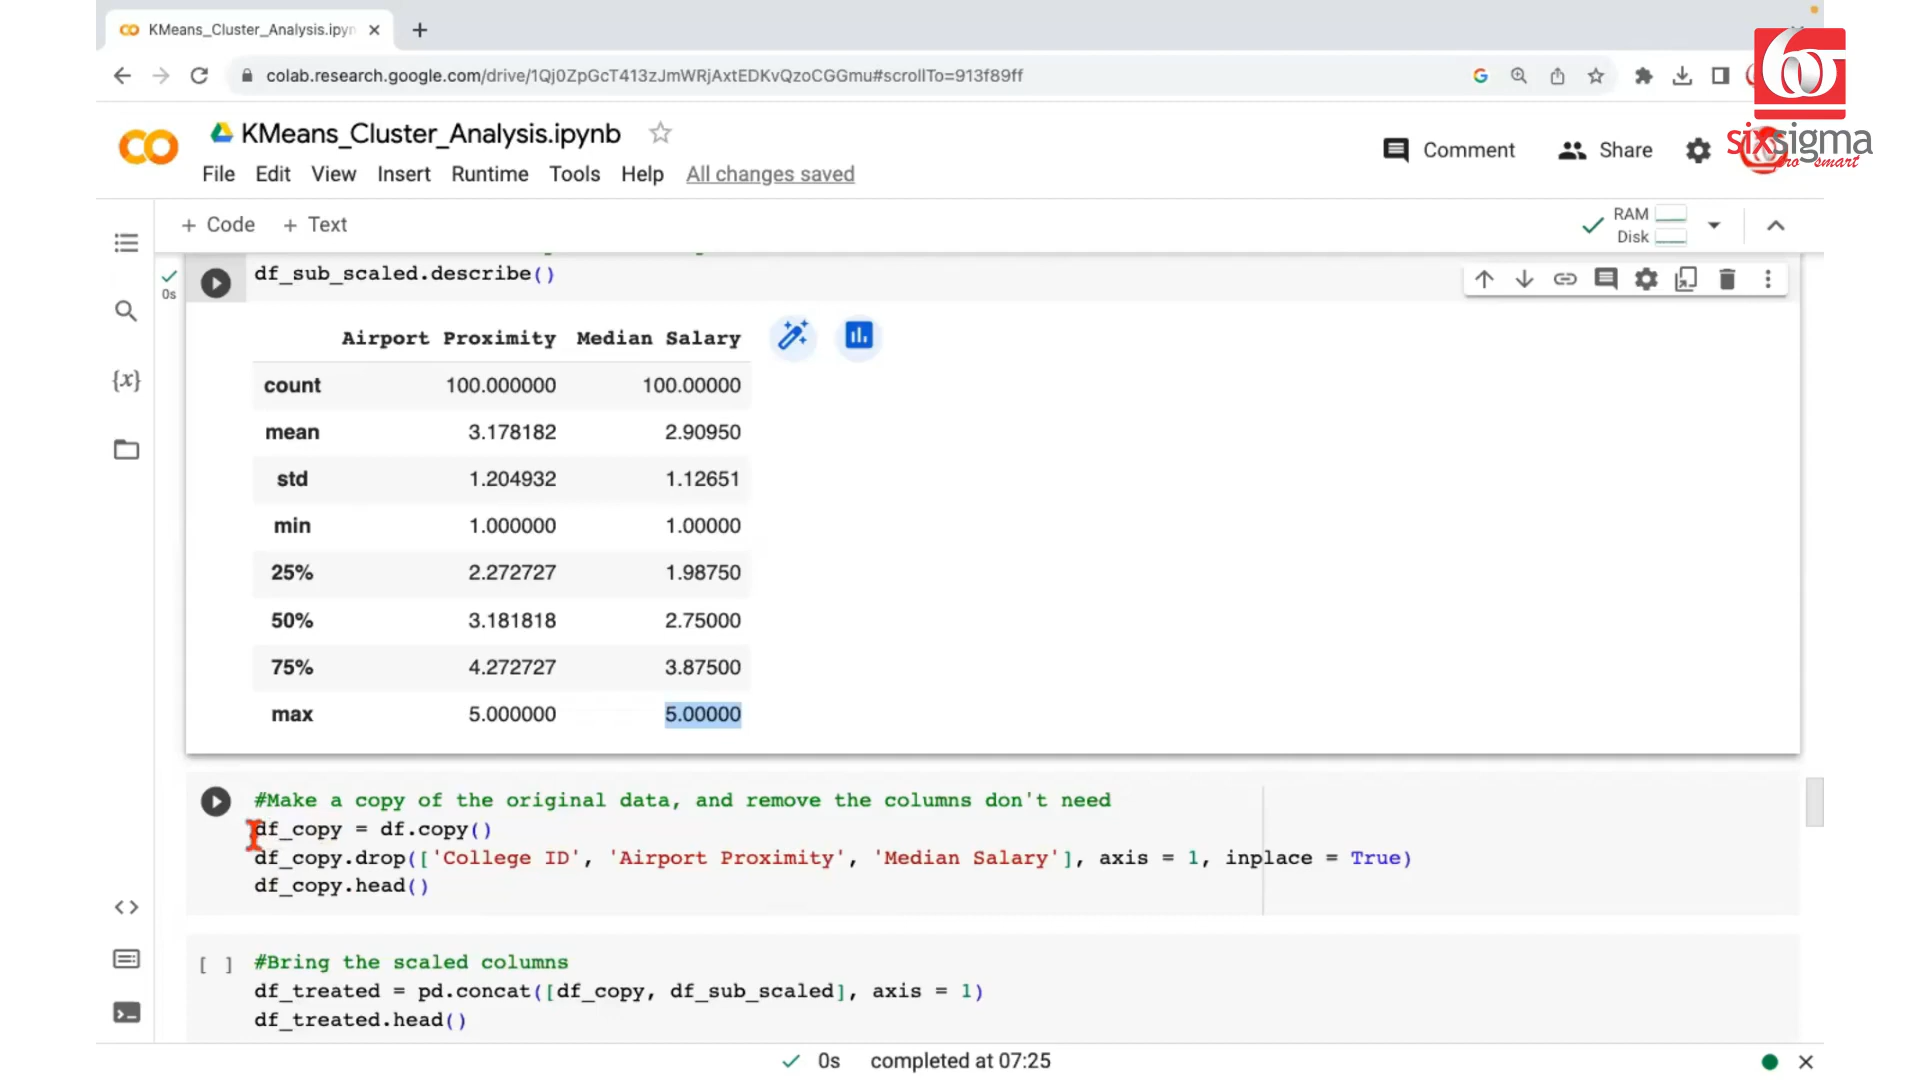 KMeans_Cluster_Analysis.ipyn
colab.research.google.com/drive/1Qj0ZpGcT413zJmWRjAxtEDKvQzoCGGmu#scrollTo=913f89ff
sixsigma
pro smart
KMeans_Cluster_Analysis.ipynb
File Edit View Insert Runtime Tools Help All changes saved
Comment Share
+ Code + Text
RAM
Disk
df_sub_scaled.describe()
0s
Airport Proximity Median Salary
count 100.000000 100.00000
mean 3.178182 2.90950
std 1.204932 1.12651
min 1.000000 1.00000
25% 2.272727 1.98750
50% 3.181818 2.75000
75% 4.272727 3.87500
max 5.000000 5.00000
#Make a copy of the original data, and remove the columns don't need
df_copy = df.copy()
df_copy.drop(['College ID', 'Airport Proximity', 'Median Salary'], axis = 1, inplace = True)
df_copy.head()
[ ] #Bring the scaled columns
df_treated = pd.concat([df_copy, df_sub_scaled], axis = 1)
df_treated.head()
0s completed at 07:25